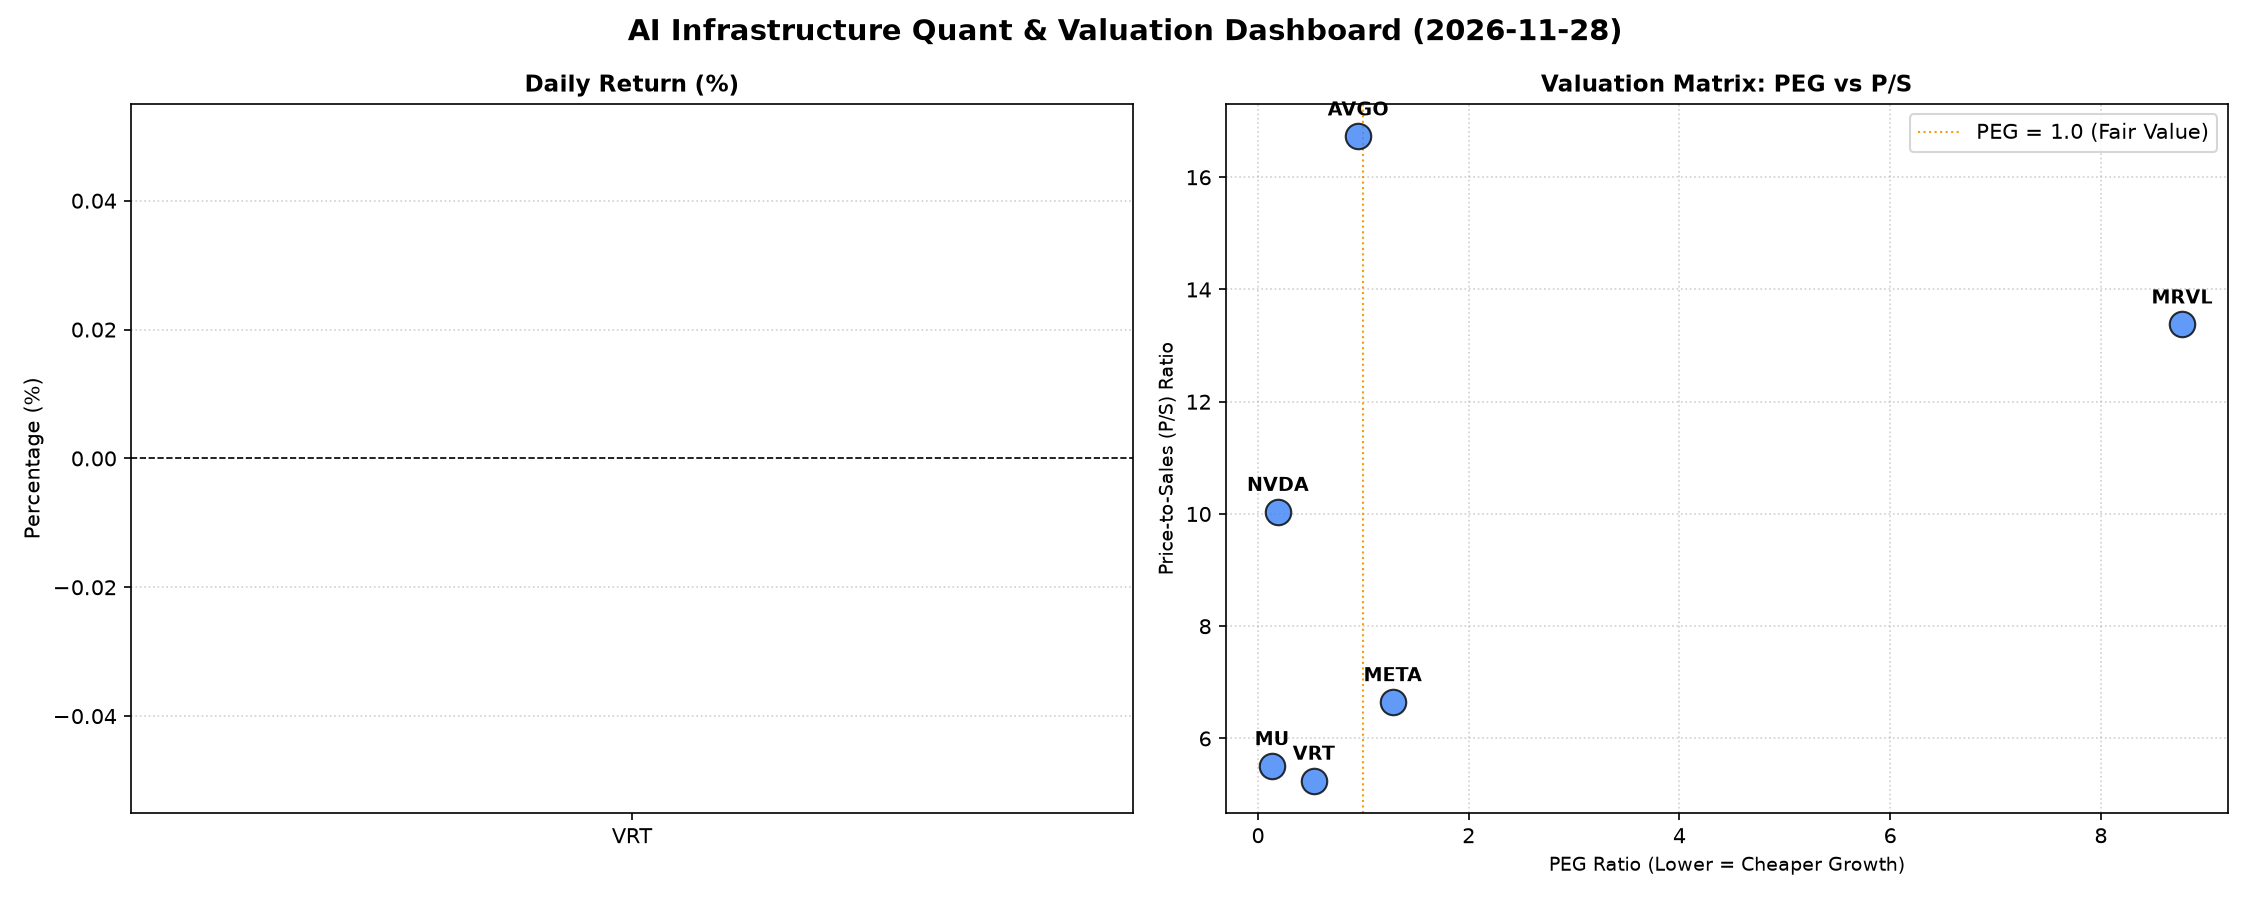 AI Infrastructure Quant & Valuation Dashboard (2026-11-28)
Daily Return (%)
Percentage (%)
0.04
0.02
0.00
−0.02
−0.04
VRT
Valuation Matrix: PEG vs P/S
Price-to-Sales (P/S) Ratio
16
14
12
10
8
6
AVGO
PEG = 1.0 (Fair Value)
MRVL
NVDA
META
MU
VRT
0
2
4
6
8
PEG Ratio (Lower = Cheaper Growth)